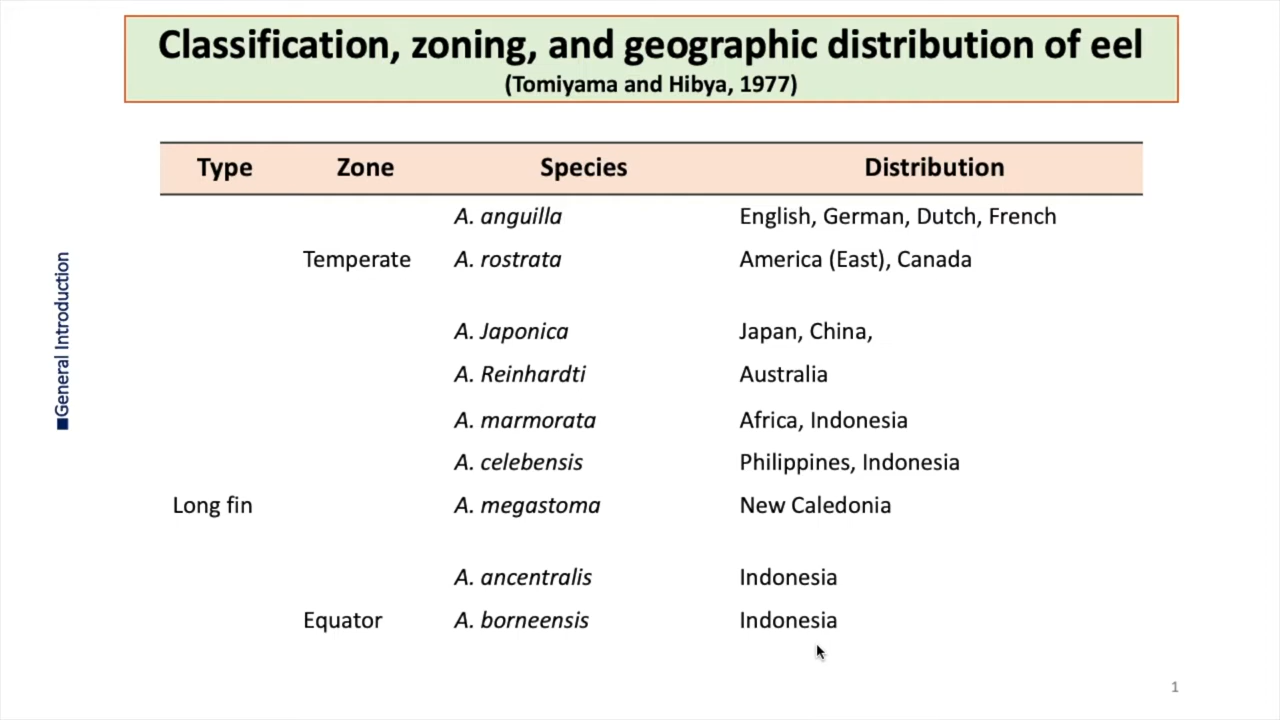 Classification, zoning, and geographic distribution of eel
(Tomiyama and Hibya, 1977)
Type Zone Species Distribution
A. anguilla English, German, Dutch, French
Temperate A. rostrata America (East), Canada
A. Japonica Japan, China,
A. Reinhardti Australia
A. marmorata Africa, Indonesia
A. celebensis Philippines, Indonesia
Long fin A. megastoma New Caledonia
A. ancentralis Indonesia
Equator A. borneensis Indonesia
■General Introduction
1